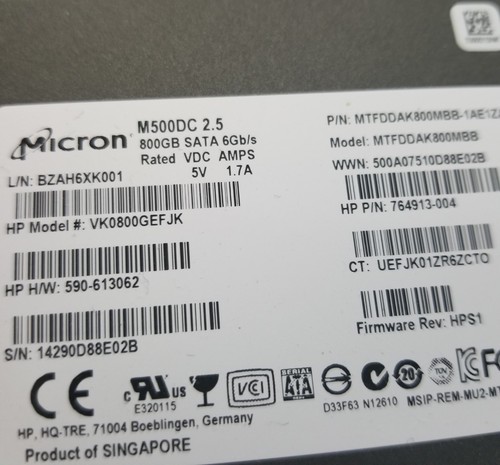 Micron
M500DC 2.5
800GB SATA 6Gb/s
Rated VDC AMPS
5V 1.7A
L/N: BZAH6XK001
HP Model #: VK0800GEFJK
HP H/W: 590-613062
S/N: 14290D88E02B
P/N: MTFDDAK800MBB-1AE1Z
Model: MTFDDAK800MBB
WWN: 500A07510D88E02B
HP P/N: 764913-004
CT: UEFJK01ZR6ZCTO
Firmware Rev: HPS1
CE
c RU US
E320115
VCI
SERIAL
SATA
20
D33F63 N12610
MSIP-REM-MU2-M
HP, HQ-TRE, 71004 Boeblingen, Germany
Product of SINGAPORE